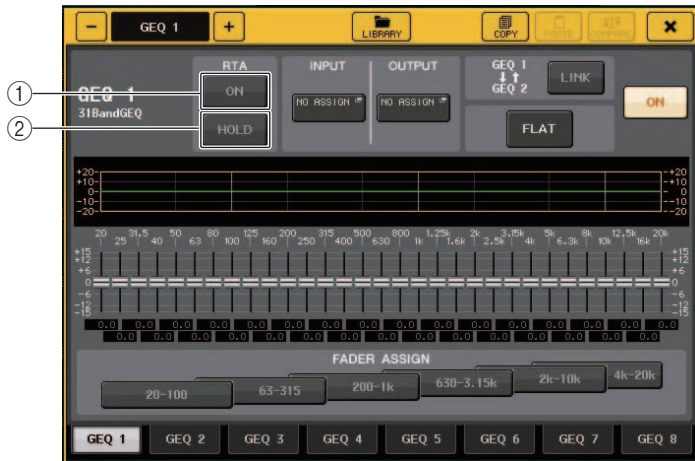 − GEQ 1 + LIBRARY COPY PASTE COMPARE ×
GEQ 1
31BandGEQ
① RTA ON
② HOLD
INPUT OUTPUT
NO ASSIGN NO ASSIGN
GEQ 1
↓↑
GEQ 2
LINK
FLAT
ON
+20 +20
+10 +10
0 0
-10 -10
-20 -20
20 31.5 50 80 125 200 315 500 800 1.25k 2k 3.15k 5k 8k 12.5k 20k
25 40 63 100 160 250 400 630 1k 1.6k 2.5k 4k 6.3k 10k 16k
+15 +15
+12 +12
+6 +6
0 0
-6 -6
-12 -12
-15 -15
0.0 0.0 0.0 0.0 0.0 0.0 0.0 0.0 0.0 0.0 0.0 0.0 0.0 0.0 0.0 0.0
0.0 0.0 0.0 0.0 0.0 0.0 0.0 0.0 0.0 0.0 0.0 0.0 0.0 0.0 0.0
FADER ASSIGN
20-100 63-315 200-1k 630-3.15k 2k-10k 4k-20k
GEQ 1 GEQ 2 GEQ 3 GEQ 4 GEQ 5 GEQ 6 GEQ 7 GEQ 8